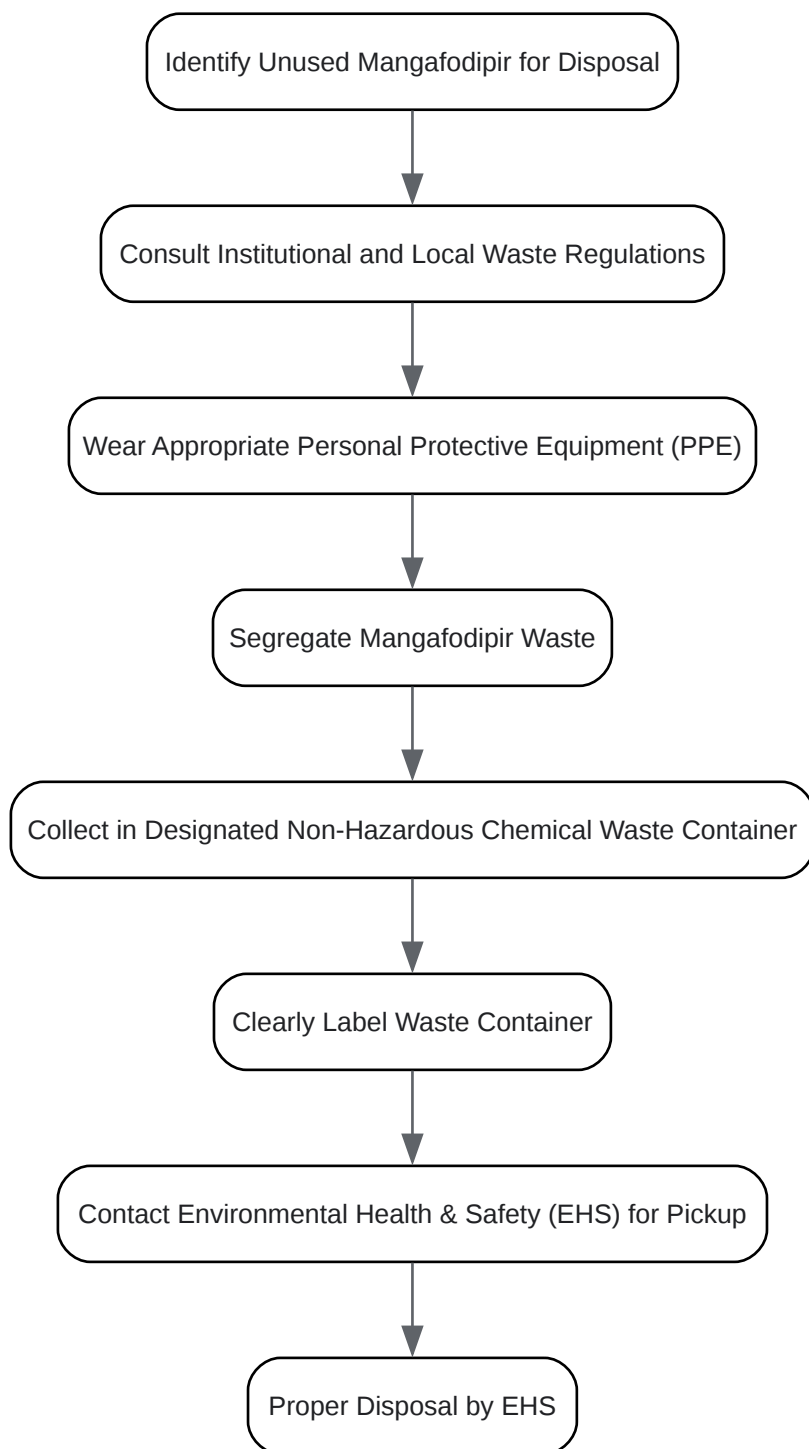 Identify Unused Mangafodipir for Disposal
Consult Institutional and Local Waste Regulations
Wear Appropriate Personal Protective Equipment (PPE)
Segregate Mangafodipir Waste
Collect in Designated Non-Hazardous Chemical Waste Container
Clearly Label Waste Container
Contact Environmental Health & Safety (EHS) for Pickup
Proper Disposal by EHS